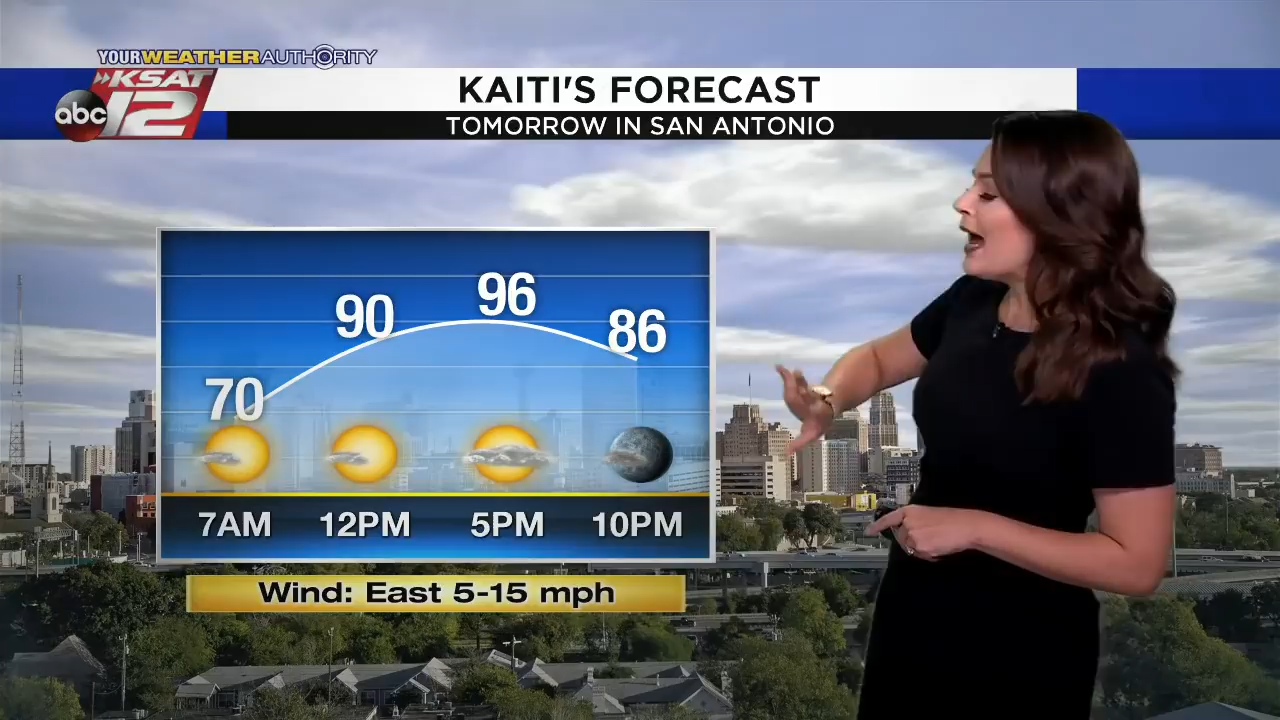 YOURWEATHERAUTHORITY
KSAT
abc 12
KAITI'S FORECAST
TOMORROW IN SAN ANTONIO
70 90 96 86
7AM 12PM 5PM 10PM
Wind: East 5-15 mph